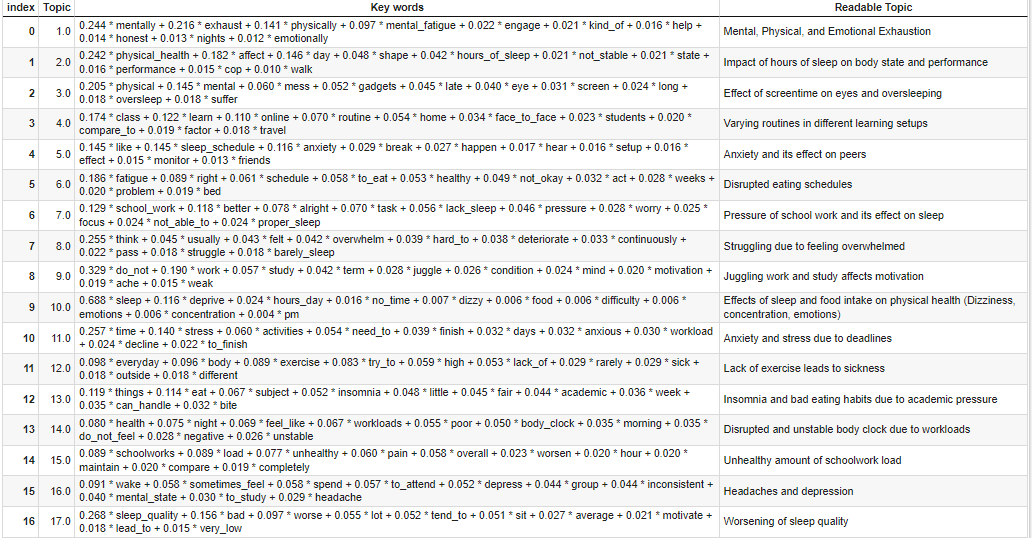 index Topic Key words Readable Topic
0 1.0 0.244 * mentally + 0.216 * exhaust + 0.141 * physically + 0.097 * mental_fatigue + 0.022 * engage + 0.021 * kind_of + 0.016 * help +
0.014 * honest + 0.013 * nights + 0.012 * emotionally
Mental, Physical, and Emotional Exhaustion
1 2.0 0.242 * physical_health + 0.182 * affect + 0.146 * day + 0.048 * shape + 0.042 * hours_of_sleep + 0.021 * not_stable + 0.021 * state +
0.016 * performance + 0.015 * cop + 0.010 * walk
Impact of hours of sleep on body state and performance
2 3.0 0.205 * physical + 0.145 * mental + 0.060 * mess + 0.052 * gadgets + 0.045 * late + 0.040 * eye + 0.031 * screen + 0.024 * long +
0.018 * oversleep + 0.018 * suffer
Effect of screentime on eyes and oversleeping
3 4.0 0.174 * class + 0.122 * learn + 0.110 * online + 0.070 * routine + 0.054 * home + 0.034 * face_to_face + 0.023 * students + 0.020 *
compare_to + 0.019 * factor + 0.018 * travel
Varying routines in different learning setups
4 5.0 0.145 * like + 0.145 * sleep_schedule + 0.116 * anxiety + 0.029 * break + 0.027 * happen + 0.017 * hear + 0.016 * setup + 0.016 *
effect + 0.015 * monitor + 0.013 * friends
Anxiety and its effect on peers
5 6.0 0.186 * fatigue + 0.089 * right + 0.061 * schedule + 0.058 * to_eat + 0.053 * healthy + 0.049 * not_okay + 0.032 * act + 0.028 * weeks +
0.020 * problem + 0.019 * bed
Disrupted eating schedules
6 7.0 0.129 * school_work + 0.118 * better + 0.078 * alright + 0.070 * task + 0.056 * lack_sleep + 0.046 * pressure + 0.028 * worry + 0.025 *
focus + 0.024 * not_able_to + 0.024 * proper_sleep
Pressure of school work and its effect on sleep
7 8.0 0.255 * think + 0.045 * usually + 0.043 * felt + 0.042 * overwhelm + 0.039 * hard_to + 0.038 * deteriorate + 0.033 * continuously +
0.022 * pass + 0.018 * struggle + 0.018 * barely_sleep
Struggling due to feeling overwhelmed
8 9.0 0.329 * do_not + 0.190 * work + 0.057 * study + 0.042 * term + 0.028 * juggle + 0.026 * condition + 0.024 * mind + 0.020 * motivation +
0.019 * ache + 0.015 * weak
Juggling work and study affects motivation
9 10.0 0.688 * sleep + 0.116 * deprive + 0.024 * hours_day + 0.016 * no_time + 0.007 * dizzy + 0.006 * food + 0.006 * difficulty + 0.006 *
emotions + 0.006 * concentration + 0.004 * pm
Effects of sleep and food intake on physical health (Dizziness,
concentration, emotions)
10 11.0 0.257 * time + 0.140 * stress + 0.060 * activities + 0.054 * need_to + 0.039 * finish + 0.032 * days + 0.032 * anxious + 0.030 * workload
+ 0.024 * decline + 0.022 * to_finish
Anxiety and stress due to deadlines
11 12.0 0.098 * everyday + 0.096 * body + 0.089 * exercise + 0.083 * try_to + 0.059 * high + 0.053 * lack_of + 0.029 * rarely + 0.029 * sick +
0.018 * outside + 0.018 * different
Lack of exercise leads to sickness
12 13.0 0.119 * things + 0.114 * eat + 0.067 * subject + 0.052 * insomnia + 0.048 * little + 0.045 * fair + 0.044 * academic + 0.036 * week +
0.035 * can_handle + 0.032 * bite
Insomnia and bad eating habits due to academic pressure
13 14.0 0.080 * health + 0.075 * night + 0.069 * feel_like + 0.067 * workloads + 0.055 * poor + 0.050 * body_clock + 0.035 * morning + 0.035 *
do_not_feel + 0.028 * negative + 0.026 * unstable
Disrupted and unstable body clock due to workloads
14 15.0 0.089 * schoolworks + 0.089 * load + 0.077 * unhealthy + 0.060 * pain + 0.058 * overall + 0.023 * worsen + 0.020 * hour + 0.020 *
maintain + 0.020 * compare + 0.019 * completely
Unhealthy amount of schoolwork load
15 16.0 0.091 * wake + 0.058 * sometimes_feel + 0.058 * spend + 0.057 * to_attend + 0.052 * depress + 0.044 * group + 0.044 * inconsistent +
0.040 * mental_state + 0.030 * to_study + 0.029 * headache
Headaches and depression
16 17.0 0.268 * sleep_quality + 0.156 * bad + 0.097 * worse + 0.055 * lot + 0.052 * tend_to + 0.051 * sit + 0.027 * average + 0.021 * motivate +
0.018 * lead_to + 0.015 * very_low
Worsening of sleep quality